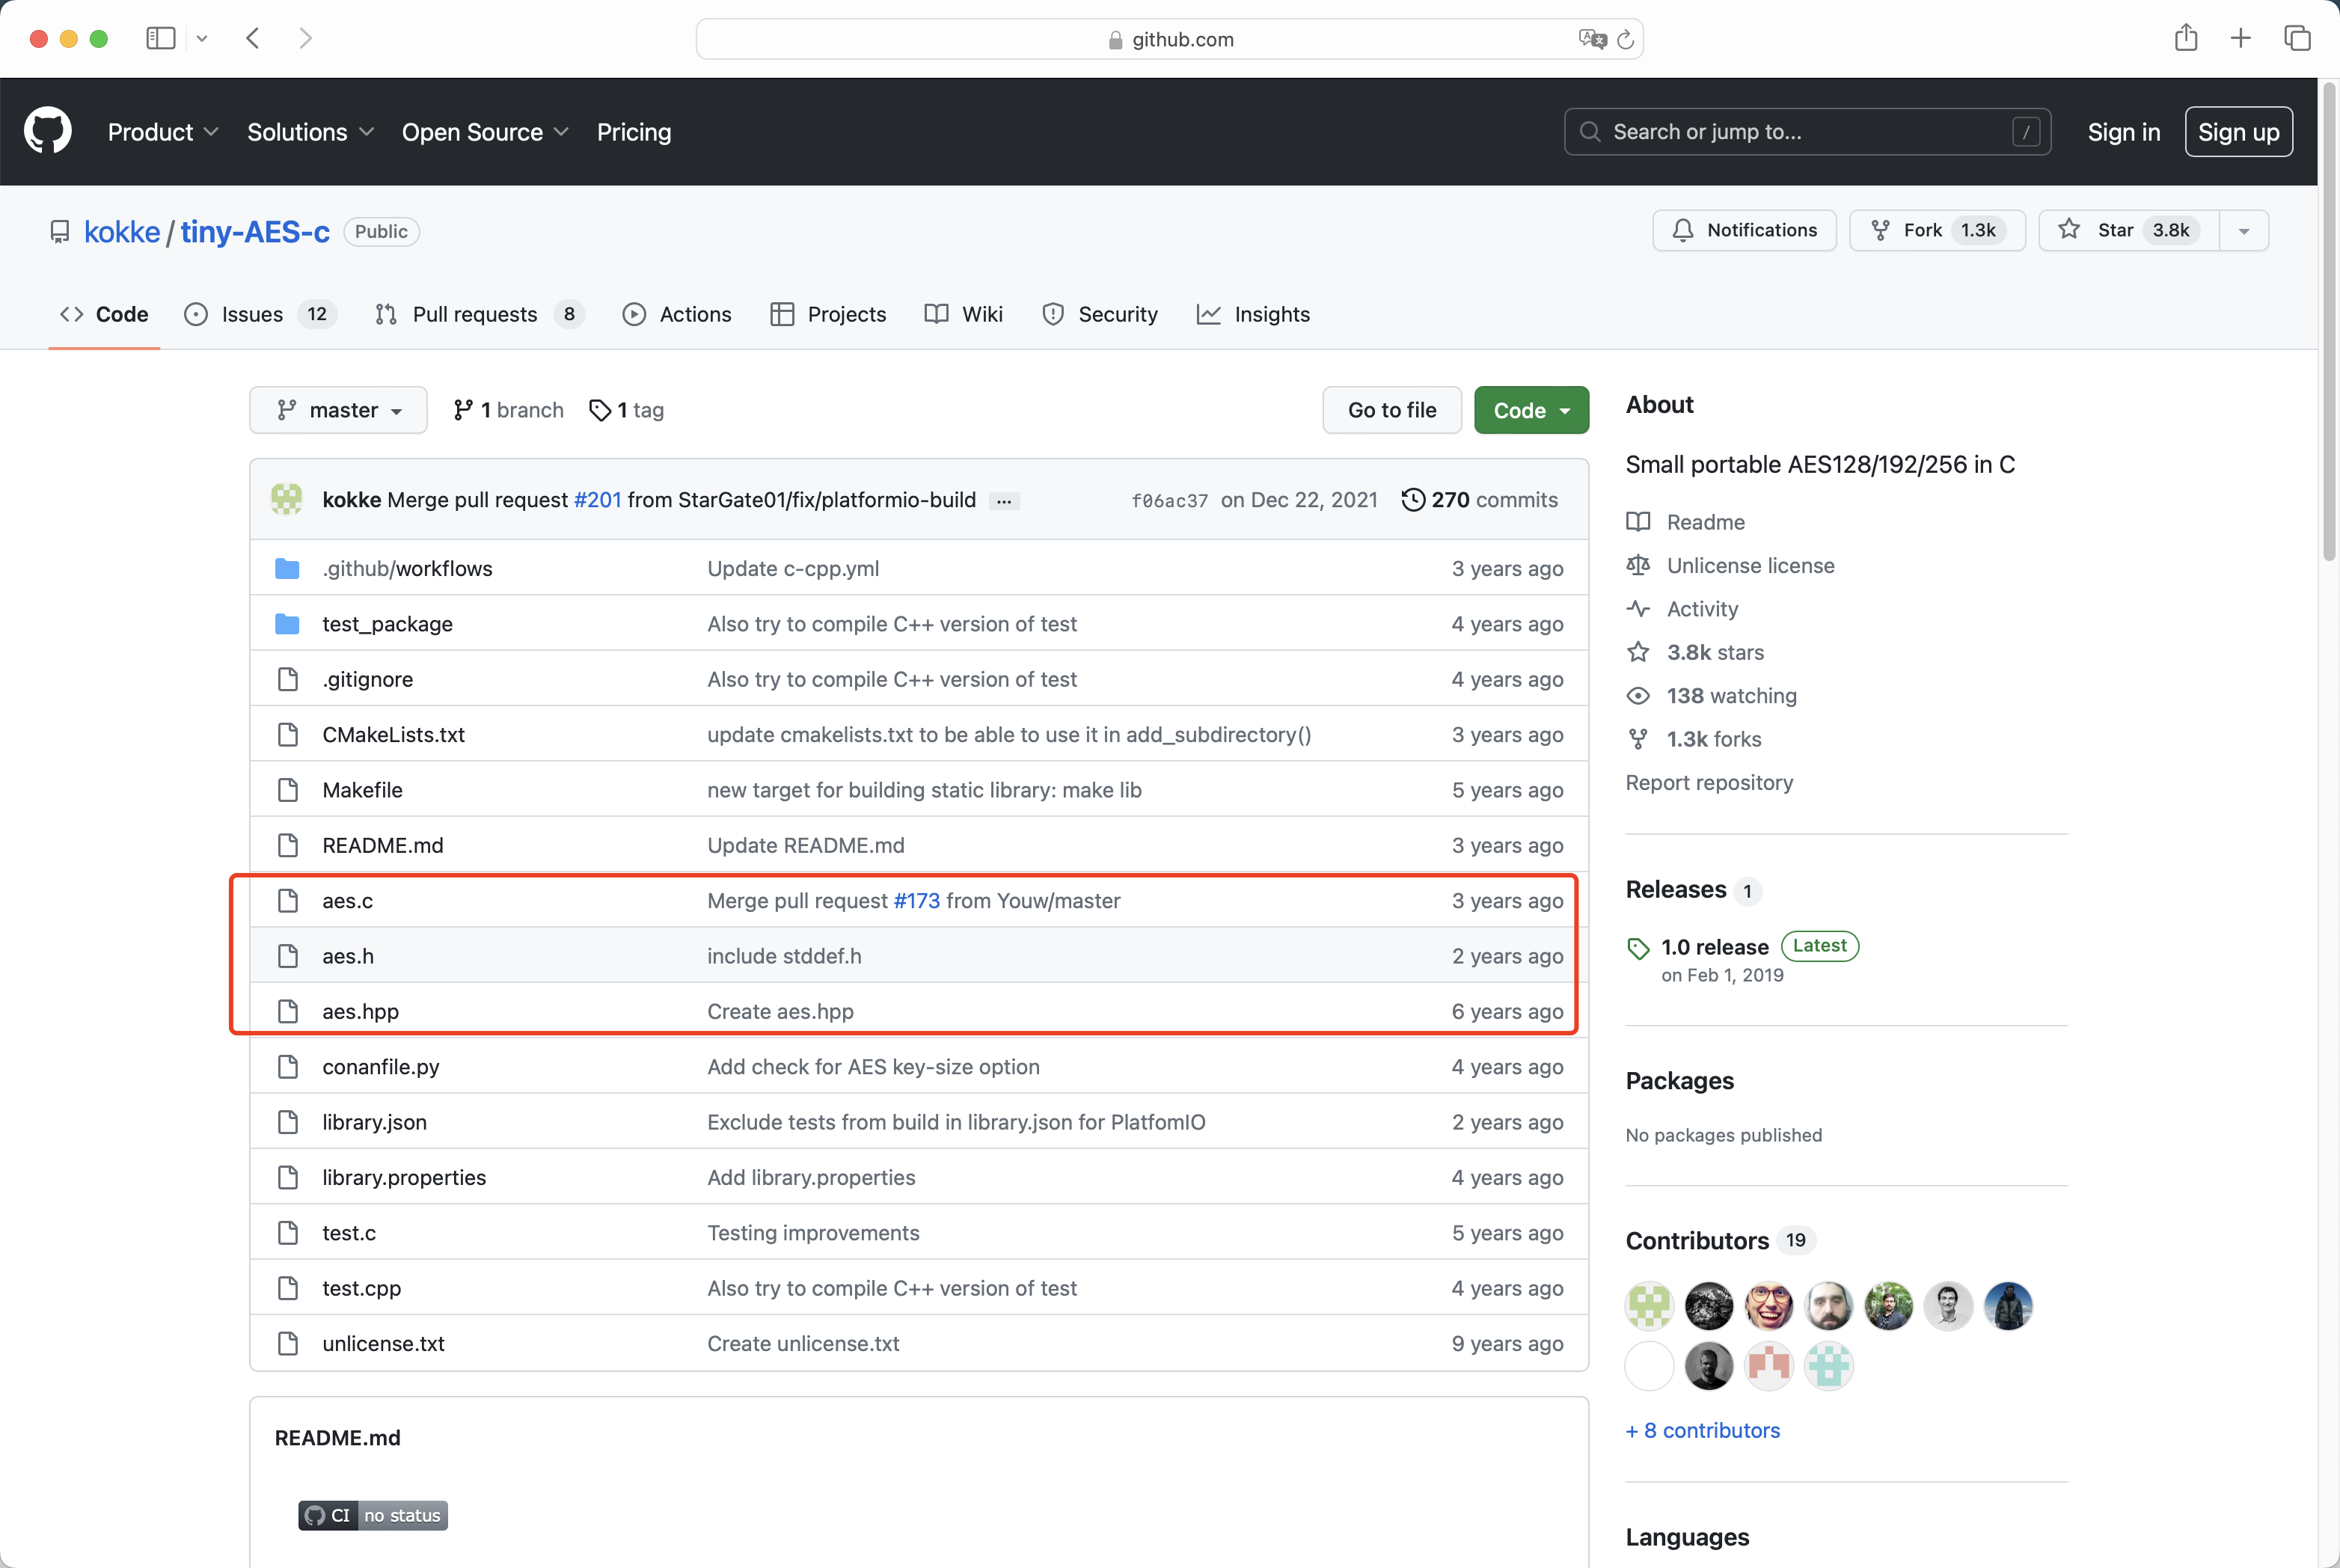 github.com
Product Solutions Open Source Pricing Search or jump to... / Sign in Sign up
kokke / tiny-AES-c Public Notifications Fork 1.3k Star 3.8k
Code Issues 12 Pull requests 8 Actions Projects Wiki Security Insights
master 1 branch 1 tag Go to file Code
kokke Merge pull request #201 from StarGate01/fix/platformio-build ... f06ac37 on Dec 22, 2021 270 commits
.github/workflows Update c-cpp.yml 3 years ago
test_package Also try to compile C++ version of test 4 years ago
.gitignore Also try to compile C++ version of test 4 years ago
CMakeLists.txt update cmakelists.txt to be able to use it in add_subdirectory() 3 years ago
Makefile new target for building static library: make lib 5 years ago
README.md Update README.md 3 years ago
aes.c Merge pull request #173 from Youw/master 3 years ago
aes.h include stddef.h 2 years ago
aes.hpp Create aes.hpp 6 years ago
conanfile.py Add check for AES key-size option 4 years ago
library.json Exclude tests from build in library.json for PlatfomIO 2 years ago
library.properties Add library.properties 4 years ago
test.c Testing improvements 5 years ago
test.cpp Also try to compile C++ version of test 4 years ago
unlicense.txt Create unlicense.txt 9 years ago
README.md
CI no status
About
Small portable AES128/192/256 in C
Readme
Unlicense license
Activity
3.8k stars
138 watching
1.3k forks
Report repository
Releases 1
1.0 release Latest
on Feb 1, 2019
Packages
No packages published
Contributors 19
+ 8 contributors
Languages